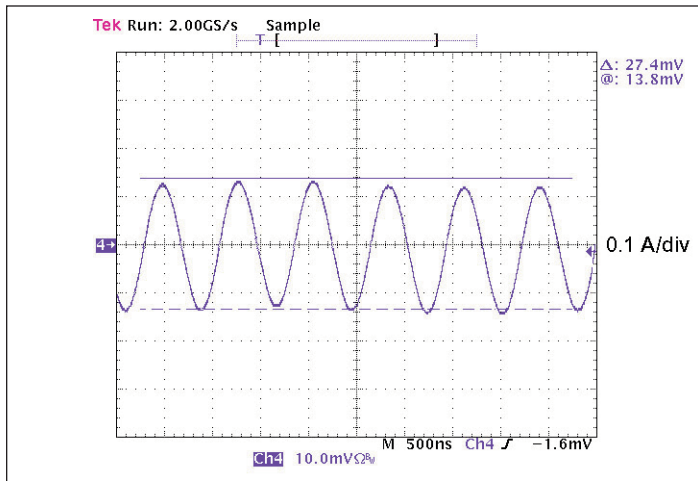 Tek Run: 2.00GS/s Sample
T
Δ: 27.4mV
@: 13.8mV
4→
0.1 A/div
M 500ns Ch4 ∫ -1.6mV
Ch4 10.0mVΩBw